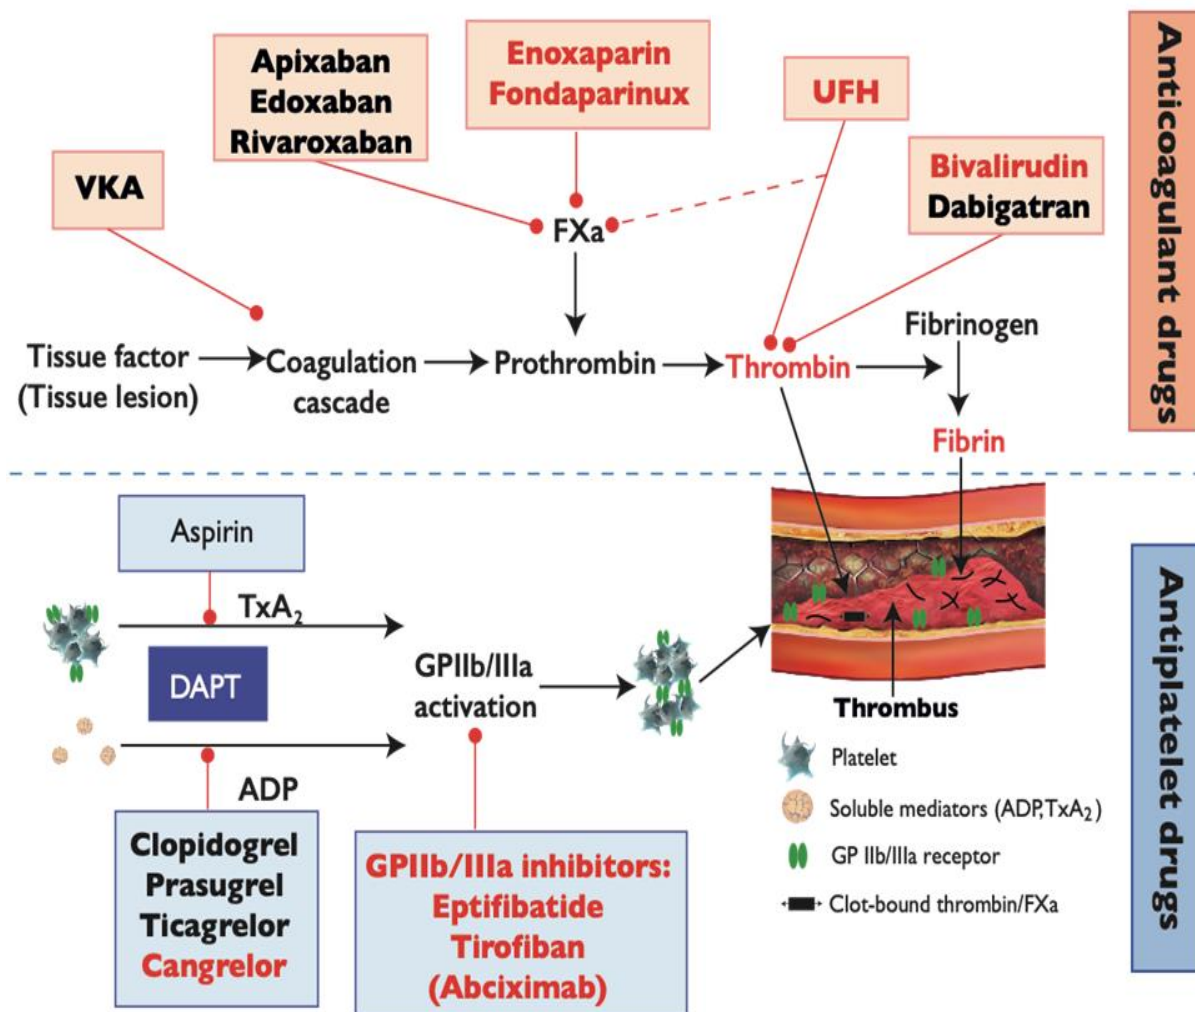 Anticoagulant drugs
Apixaban
Edoxaban
Rivaroxaban
Enoxaparin
Fondaparinux
UFH
VKA
Bivalirudin
Dabigatran
FXa
Fibrinogen
Tissue factor
(Tissue lesion)
Coagulation
cascade
Prothrombin
Thrombin
Fibrin
Antiplatelet drugs
Aspirin
TxA₂
DAPT
GPIIb/IIIa
activation
ADP
Clopidogrel
Prasugrel
Ticagrelor
Cangrelor
GPIIb/IIIa inhibitors:
Eptifibatide
Tirofiban
(Abciximab)
Thrombus
Platelet
Soluble mediators (ADP,TxA₂)
GP IIb/IIIa receptor
Clot-bound thrombin/FXa